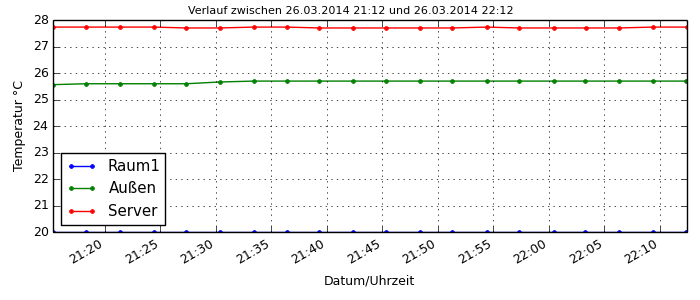 Verlauf zwischen 26.03.2014 21:12 und 26.03.2014 22:12
28
27
26
25
24
23
22
21
20
Temperatur °C
Raum1
Außen
Server
21:20 21:25 21:30 21:35 21:40 21:45 21:50 21:55 22:00 22:05 22:10
Datum/Uhrzeit